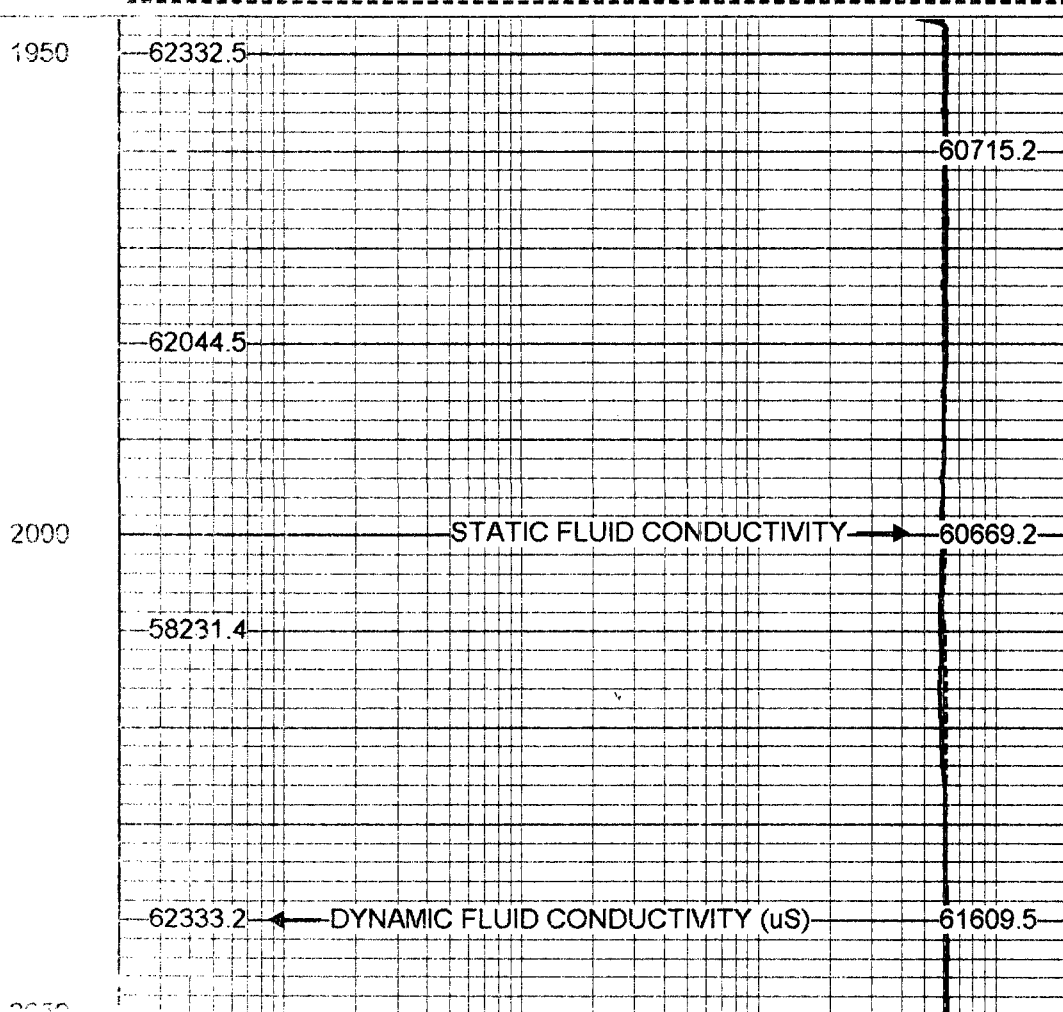 1950 62332.5
60715.2
62044.5
2000 STATIC FLUID CONDUCTIVITY 60669.2
58231.4
62333.2 DYNAMIC FLUID CONDUCTIVITY (uS) 61609.5